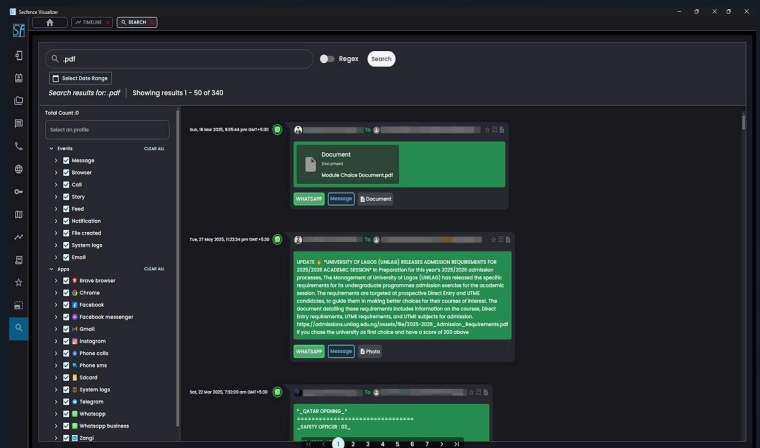 Secfence Visualizer
TIMELINE
SEARCH
.pdf
Regex
Search
Select Date Range
Search results for: .pdf | Showing results 1 - 50 of 340
Total Count :0
Select an profile
Events CLEAR ALL
Message
Browser
Call
Story
Feed
Notification
File created
System logs
Email
Apps CLEAR ALL
Brave browser
Chrome
Facebook
Facebook messenger
Gmail
Instagram
Phone calls
Phone sms
Sdcard
System logs
Telegram
Whatsapp
Whatsapp business
Zangi
Sun, 16 Mar 2025, 8:55:44 pm GMT+5:30
To
Document
Document
Module Choice Document.pdf
WHATSAPP Message Document
Tue, 27 May 2025, 11:22:34 pm GMT+5:30
To
UPDATE 🔥 *UNIVERSITY OF LAGOS (UNILAG) RELEASES ADMISSION REQUIREMENTS FOR
2025/2026 ACADEMIC SESSION* In Preparation for this year's 2025/2026 admission
processes, The Management of University of Lagos (UNILAG) has released the specific
requirements for its undergraduate programmes admission exercise for the academic
session. The requirements are targeted at prospective Direct Entry and UTME
candidates, to guide them in making better choices for their courses of interest. The
document detailing these requirements includes information on the courses, Direct
Entry requirements, UTME requirements, and UTME subjects for admission.
https://admissions.unilag.edu.ng/assets/file/2025-2026_Admission_Requirements.pdf
if you chose the university as first choice and have a score of 200 above
WHATSAPP Message Photo
Sat, 22 Mar 2025, 7:32:09 am GMT+5:30
To
*_QATAR OPENING_*
================================
_SAFETY OFFICER : 03_
1 2 3 4 5 6 7